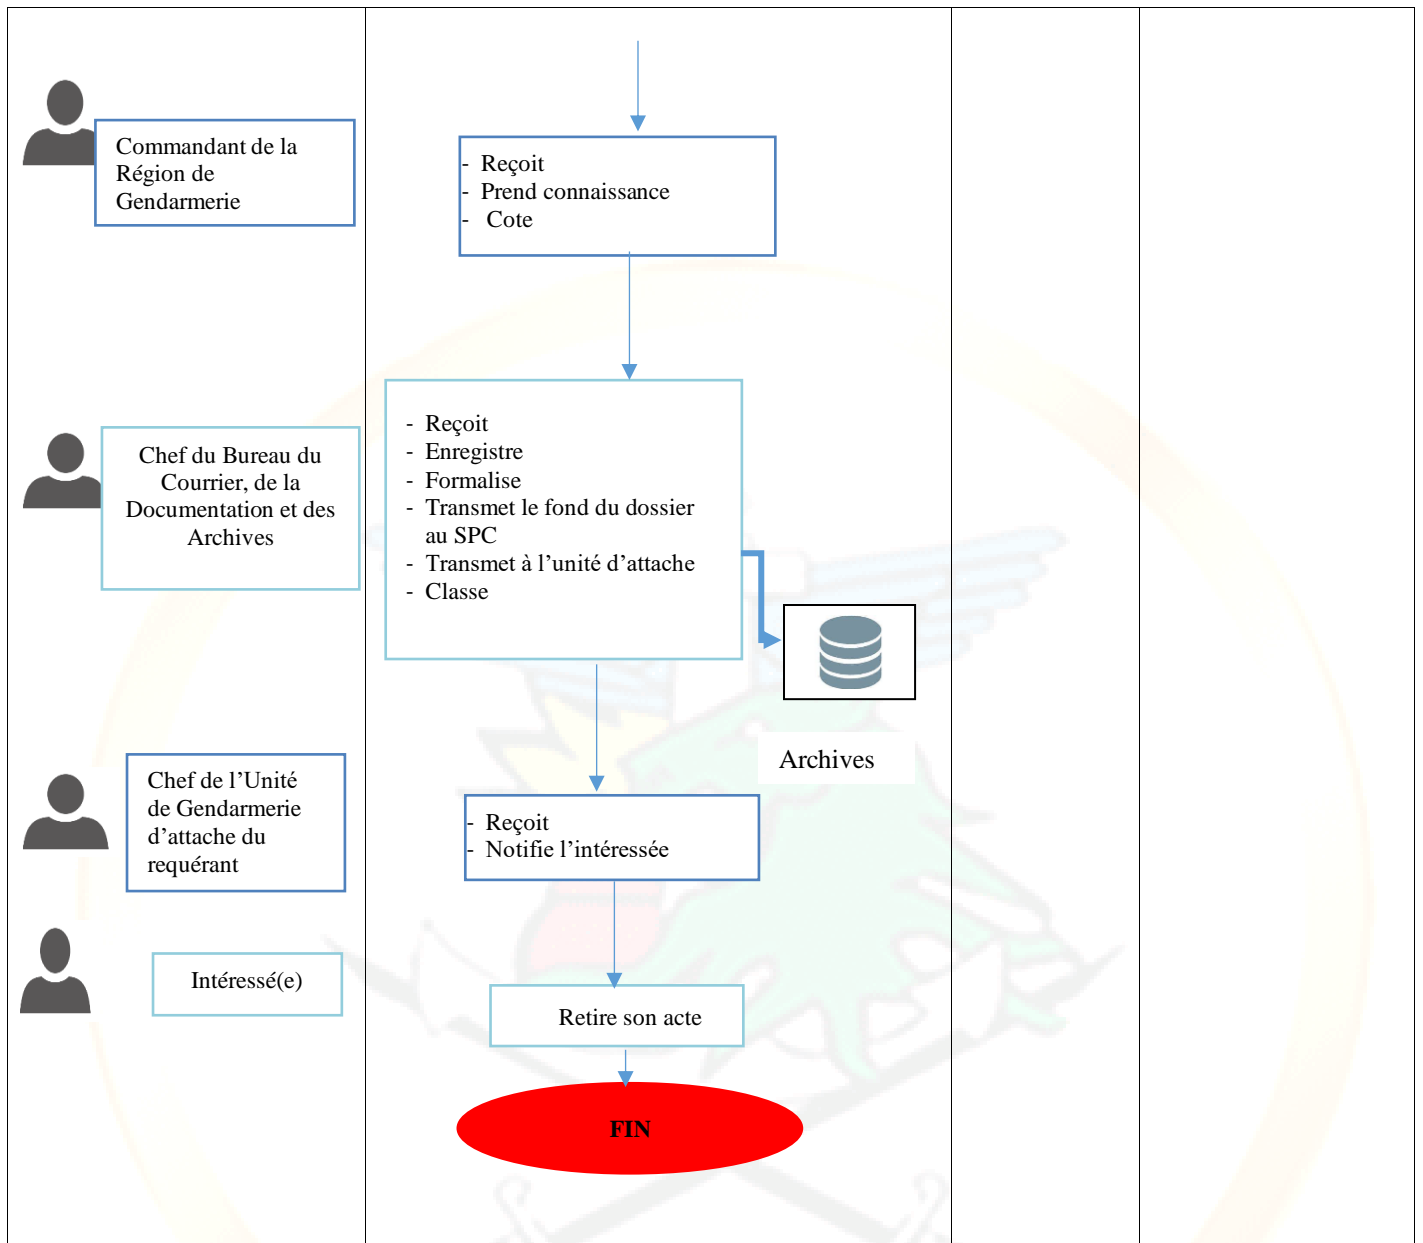 Commandant de la
Région de
Gendarmerie
- Reçoit
- Prend connaissance
- Cote
Chef du Bureau du
Courrier, de la
Documentation et des
Archives
- Reçoit
- Enregistre
- Formalise
- Transmet le fond du dossier
au SPC
- Transmet à l’unité d’attache
- Classe
Archives
Chef de l’Unité
de Gendarmerie
d’attache du
requérant
- Reçoit
- Notifie l’intéressée
Intéressé(e)
Retire son acte
FIN